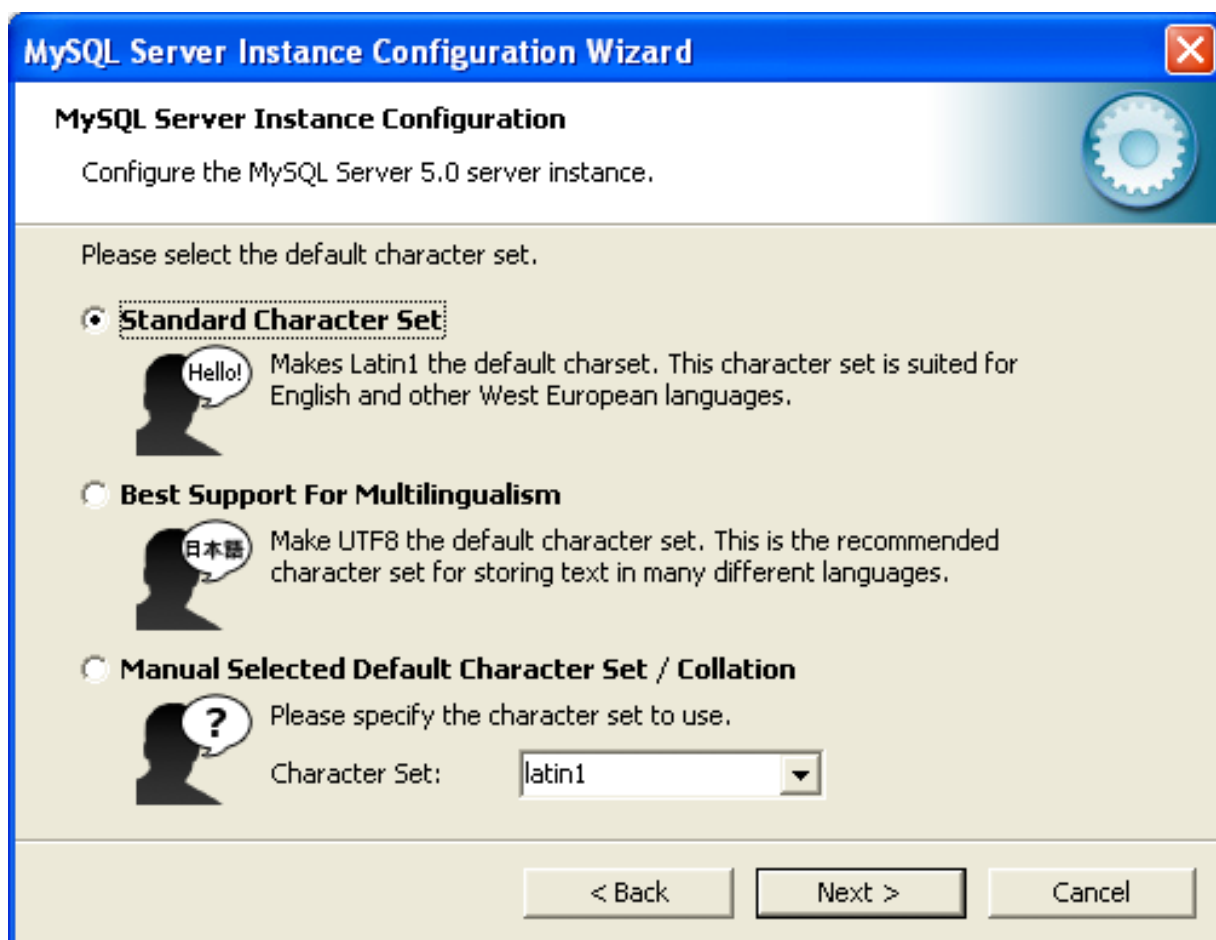 MySQL Server Instance Configuration Wizard
MySQL Server Instance Configuration
Configure the MySQL Server 5.0 server instance.
Please select the default character set.
Standard Character Set
Hello!
Makes Latin1 the default charset. This character set is suited for
English and other West European languages.
Best Support For Multilingualism
日本語
Make UTF8 the default character set. This is the recommended
character set for storing text in many different languages.
Manual Selected Default Character Set / Collation
?
Please specify the character set to use.
Character Set: latin1
< Back Next > Cancel